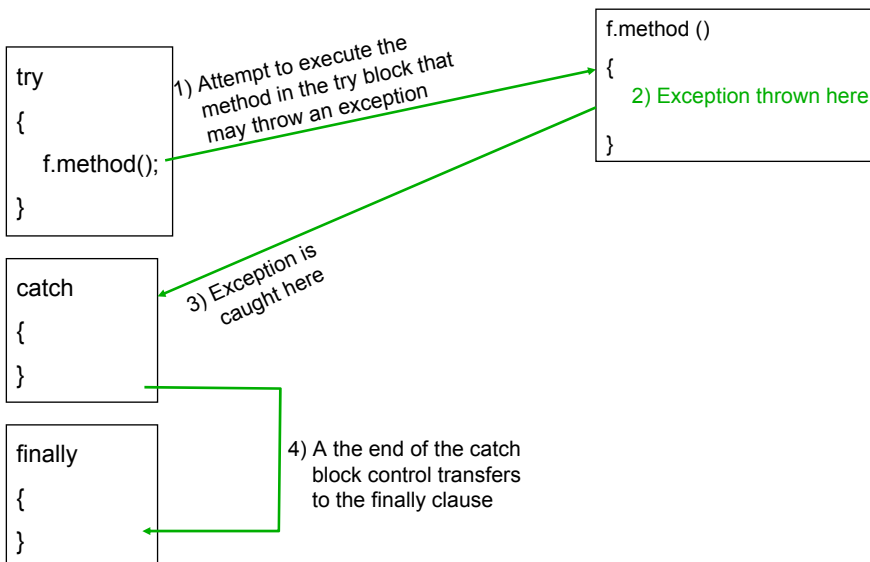 try
{
f.method();
}
1) Attempt to execute the
method in the try block that
may throw an exception
f.method ()
{
2) Exception thrown here
}
3) Exception is
caught here
catch
{
}
4) A the end of the catch
block control transfers
to the finally clause
finally
{
}